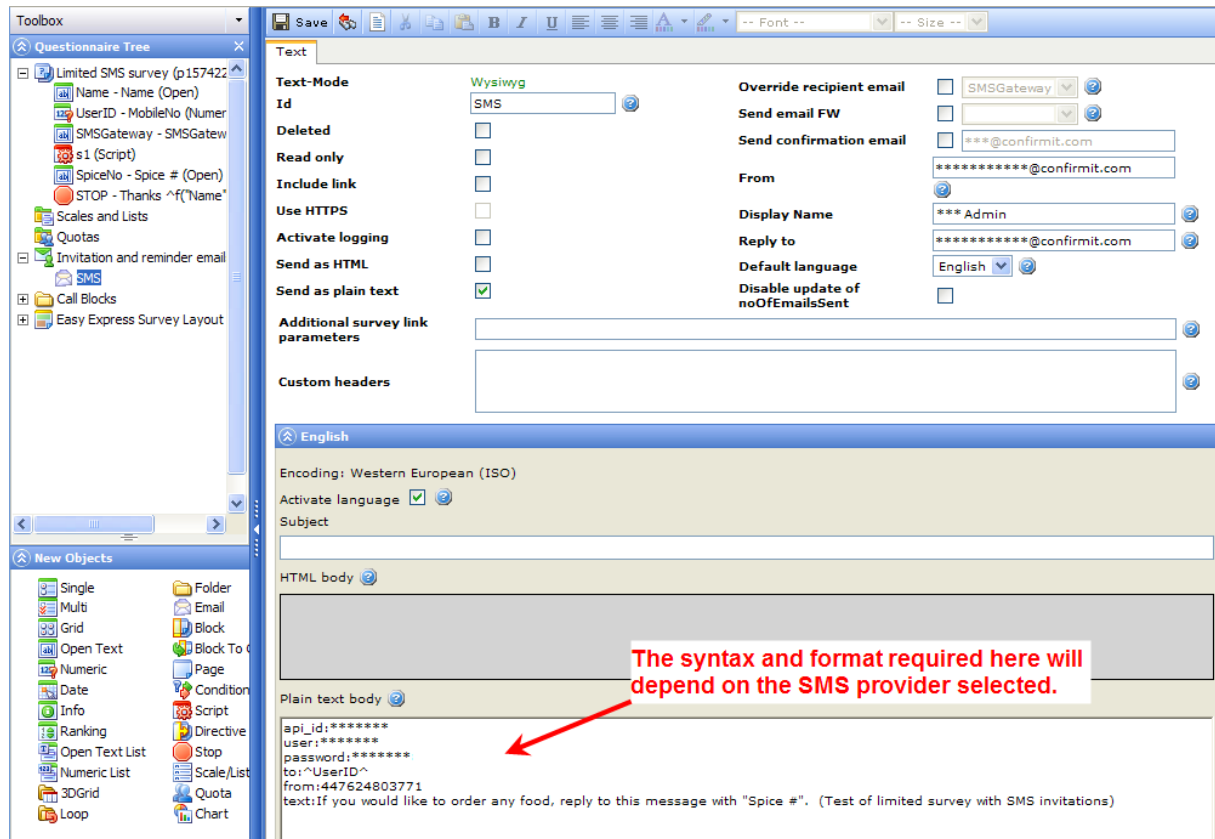 Toolbox
Questionnaire Tree
Limited SMS survey (p157422
Name - Name (Open)
UserID - MobileNo (Numer
SMSGateway - SMSGatew
s1 (Script)
SpiceNo - Spice # (Open)
STOP - Thanks ^f("Name"
Scales and Lists
Quotas
Invitation and reminder email
SMS
Call Blocks
Easy Express Survey Layout
New Objects
Single
Folder
Multi
Email
Grid
Block
Open Text
Block To
Numeric
Page
Date
Condition
Info
Script
Ranking
Directive
Open Text List
Stop
Numeric List
Scale/List
3DGrid
Quota
Loop
Chart
Save
B I U
-- Font --
-- Size --
Text
Text-Mode Wysiwyg
Id SMS
Deleted
Read only
Include link
Use HTTPS
Activate logging
Send as HTML
Send as plain text
Override recipient email SMSGateway
Send email FW
Send confirmation email ***@confirmit.com
From ***********@confirmit.com
Display Name *** Admin
Reply to ***********@confirmit.com
Default language English
Disable update of
noOfEmailsSent
Additional survey link
parameters
Custom headers
English
Encoding: Western European (ISO)
Activate language
Subject
HTML body
The syntax and format required here will
depend on the SMS provider selected.
Plain text body
api_id:*******
user:*******
password:*******
to:^UserID^
from:447624803771
text:If you would like to order any food, reply to this message with "Spice #".  (Test of limited survey with SMS invitations)